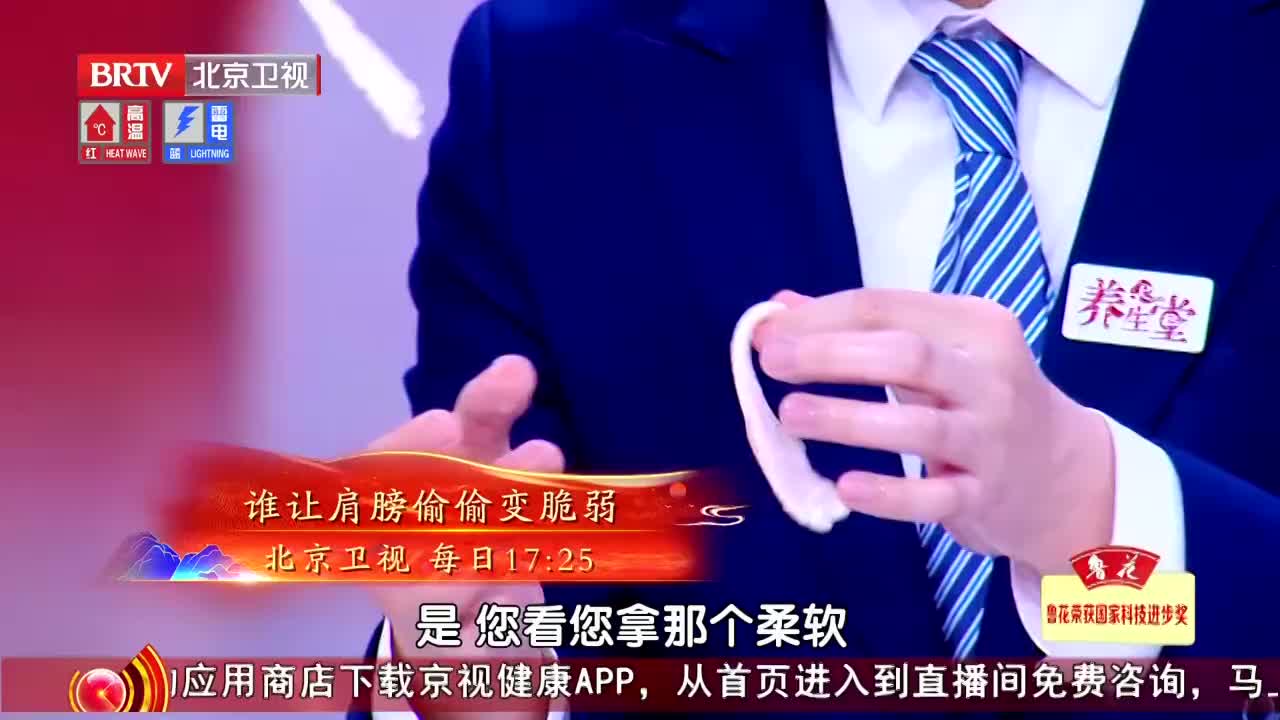 BRTV 北京卫视
℃ 高温
红 HEAT WAVE
雷电
蓝 LIGHTNING
养生堂
谁让肩膀偷偷变脆弱
北京卫视 每日17:25
鲁花
鲁花荣获国家科技进步奖
是 您看您拿那个柔软
应用商店下载京视健康APP，从首页进入到直播间免费咨询，马